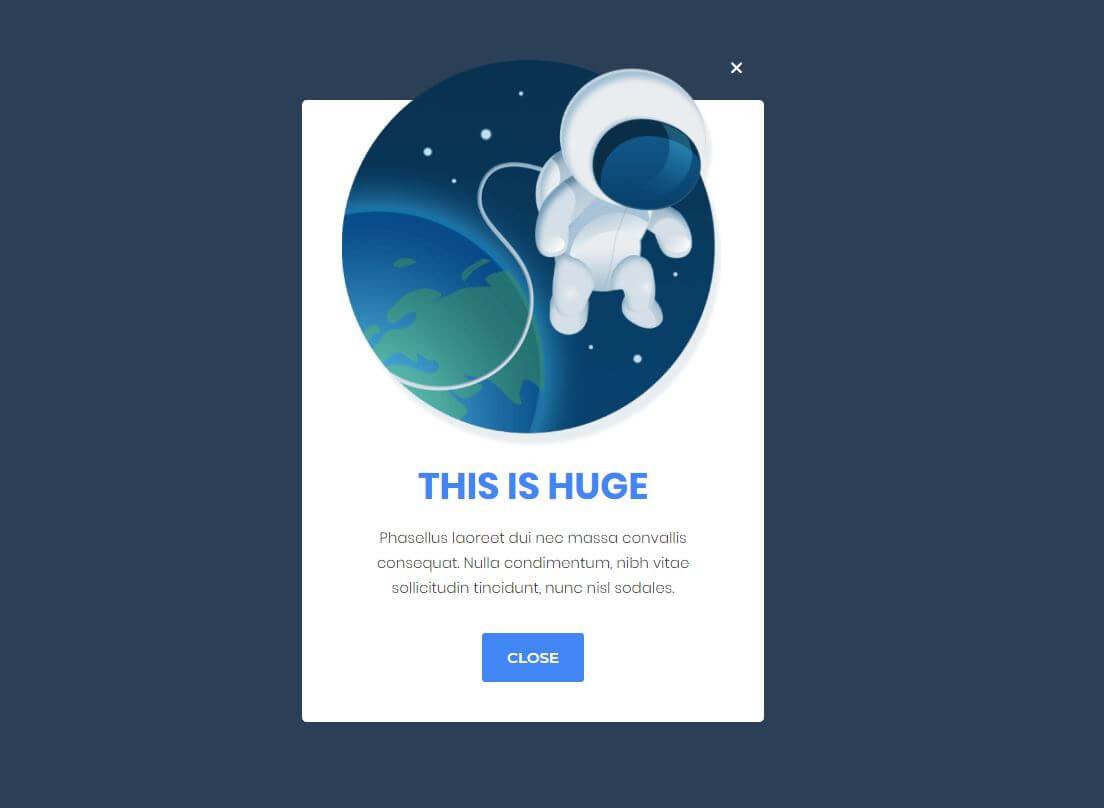 THIS IS HUGE
Phasellus laoreet dui nec massa convallis
consequat. Nulla condimentum, nibh vitae
sollicitudin tincidunt, nunc nisl sodales.
CLOSE